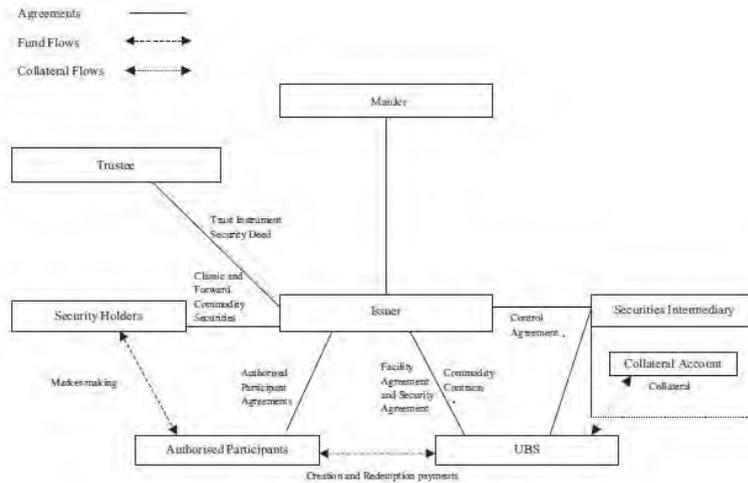 Agreements
Fund Flows
Collateral Flows
Manler
Trustee
Trust Instrument
Security Deed
Classic and
Forward
Commodity
Securities
Security Holders
Issuer
Securities Intermediary
Control
Agreement
Collateral Account
Collateral
Market-making
Authorised
Participant
Agreements
Facility
Agreement
and Security
Agreement
Commodity
Contracts
Authorised Participants
UBS
Creation and Redemption payments